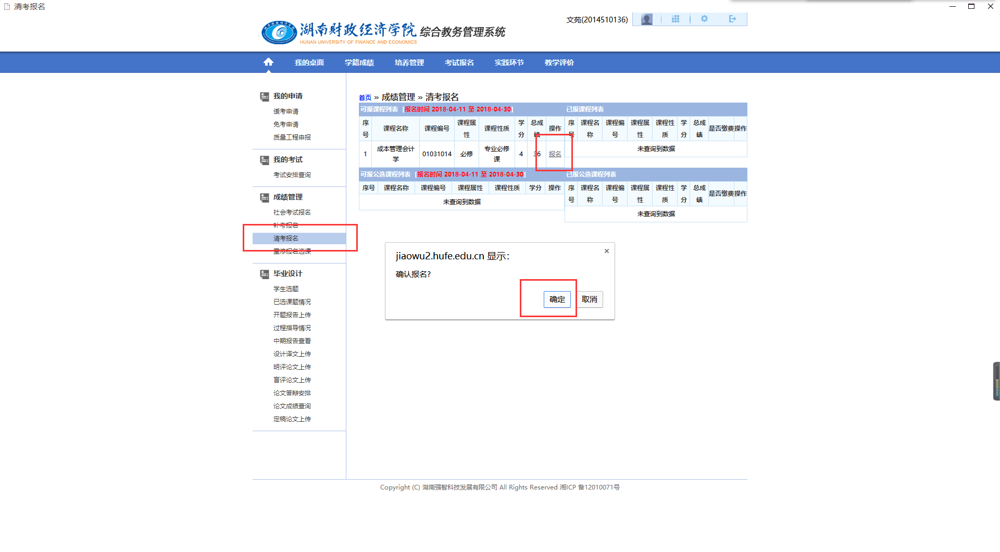 清考报名
文苑(2014510136)
湖南财政经济学院 综合教务管理系统
HUNAN UNIVERSITY OF FINANCE AND ECONOMICS
我的桌面 学籍成绩 培养管理 考试报名 实践环节 教学评价
我的申请
缓考申请
免考申请
质量工程申报
我的考试
考试安排查询
成绩管理
社会考试报名
补考报名
清考报名
重修报名选课
毕业设计
学生选题
已选课题情况
开题报告上传
过程指导情况
中期报告查看
设计译文上传
明评论文上传
盲评论文上传
论文答辩安排
论文成绩查询
定稿论文上传
首页 » 成绩管理 » 清考报名
可报课程列表 [报名时间 2018-04-11 至 2018-04-30]
序号 课程名称 课程编号 课程属性 课程性质 学分 总成绩 操作
1 成本管理会计学 01031014 必修 专业必修课 4 36 报名
已报课程列表
序号 课程名称 课程编号 课程属性 课程性质 学分 总成绩 是否缴费 操作
未查询到数据
可报公选课程列表 [报名时间 2018-04-11 至 2018-04-30]
序号 课程名称 课程编号 课程属性 课程性质 学分 操作
未查询到数据
已报公选课程列表
序号 课程名称 课程编号 课程属性 课程性质 学分 总成绩 是否缴费 操作
未查询到数据
jiaowu2.hufe.edu.cn 显示:
×
确认报名?
确定 取消
Copyright (C) 湖南强智科技发展有限公司 All Rights Reserved 湘ICP 备12010071号